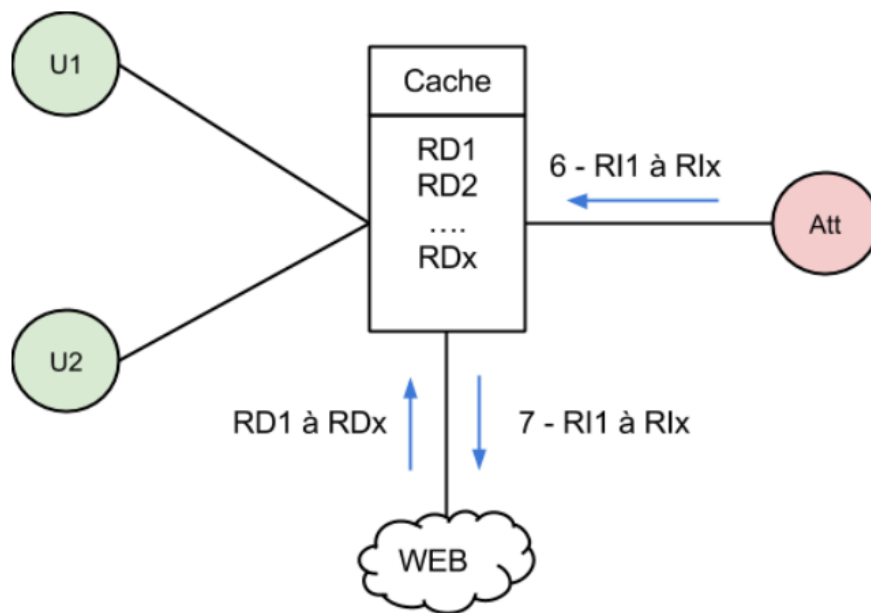 U1
Cache
RD1
RD2
....
RDx
6 - RI1 à RIx
Att
U2
RD1 à RDx
7 - RI1 à RIx
WEB